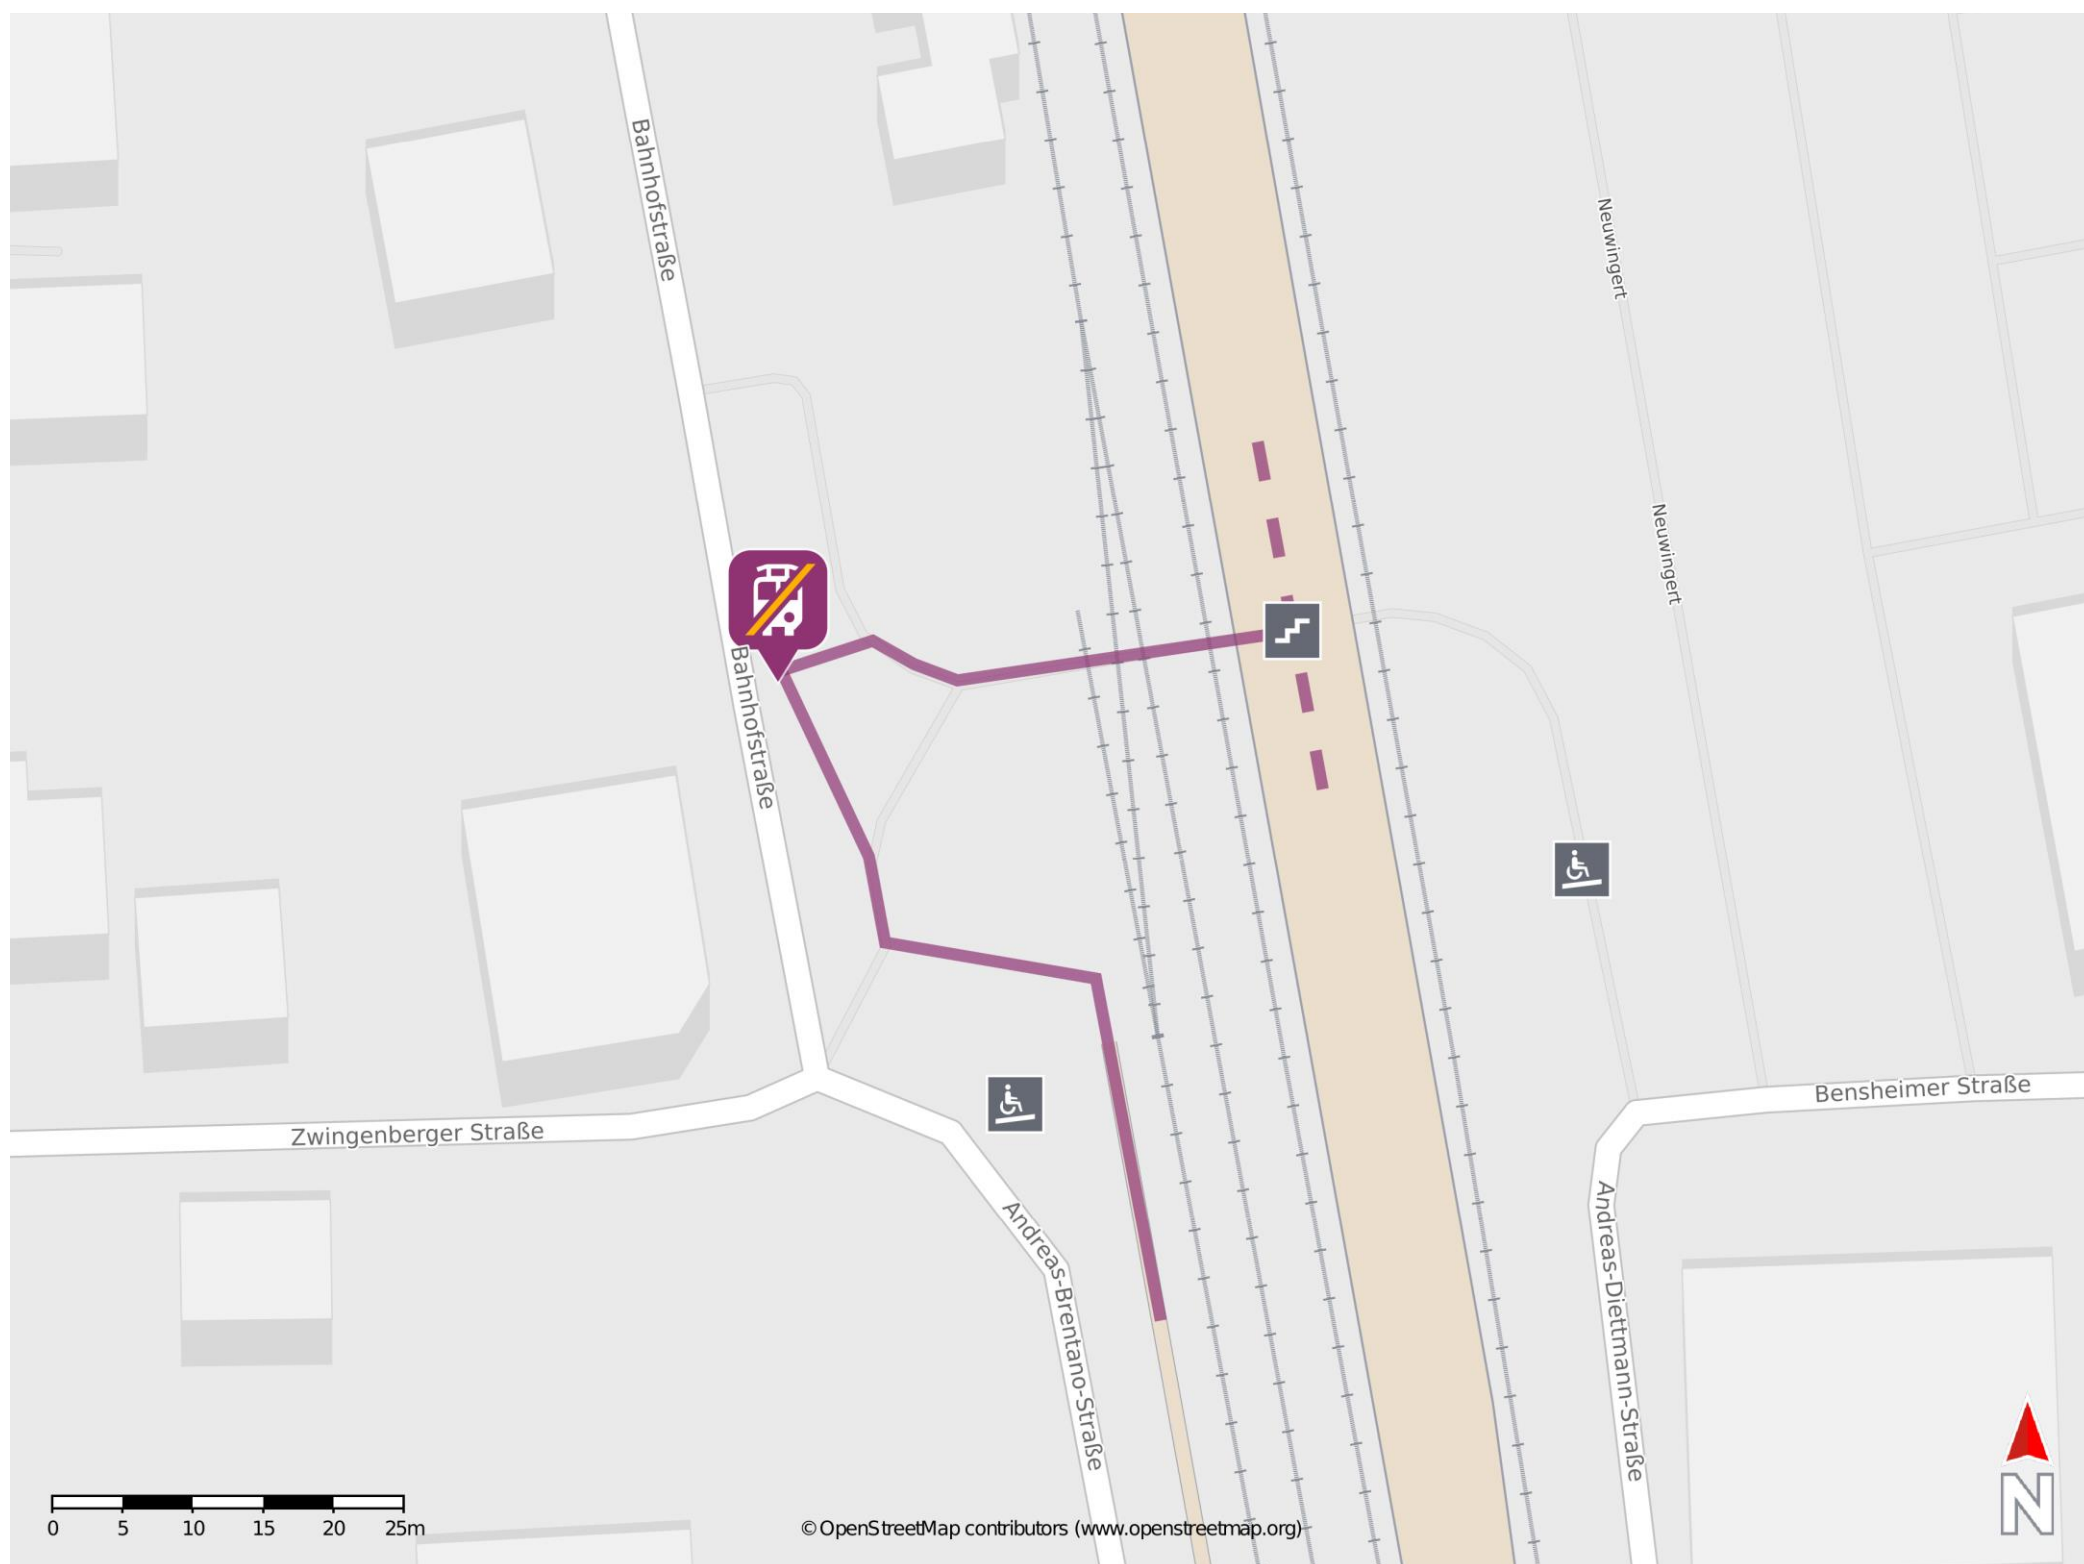 Bahnhofstraße
Neuwingert
Neuwingert
Bahnhofstraße
Bensheimer Straße
Zwingenberger Straße
Andreas-Brentano-Straße
Andreas-Diettmann-Straße
0 5 10 15 20 25m
© OpenStreetMap contributors (www.openstreetmap.org)
N